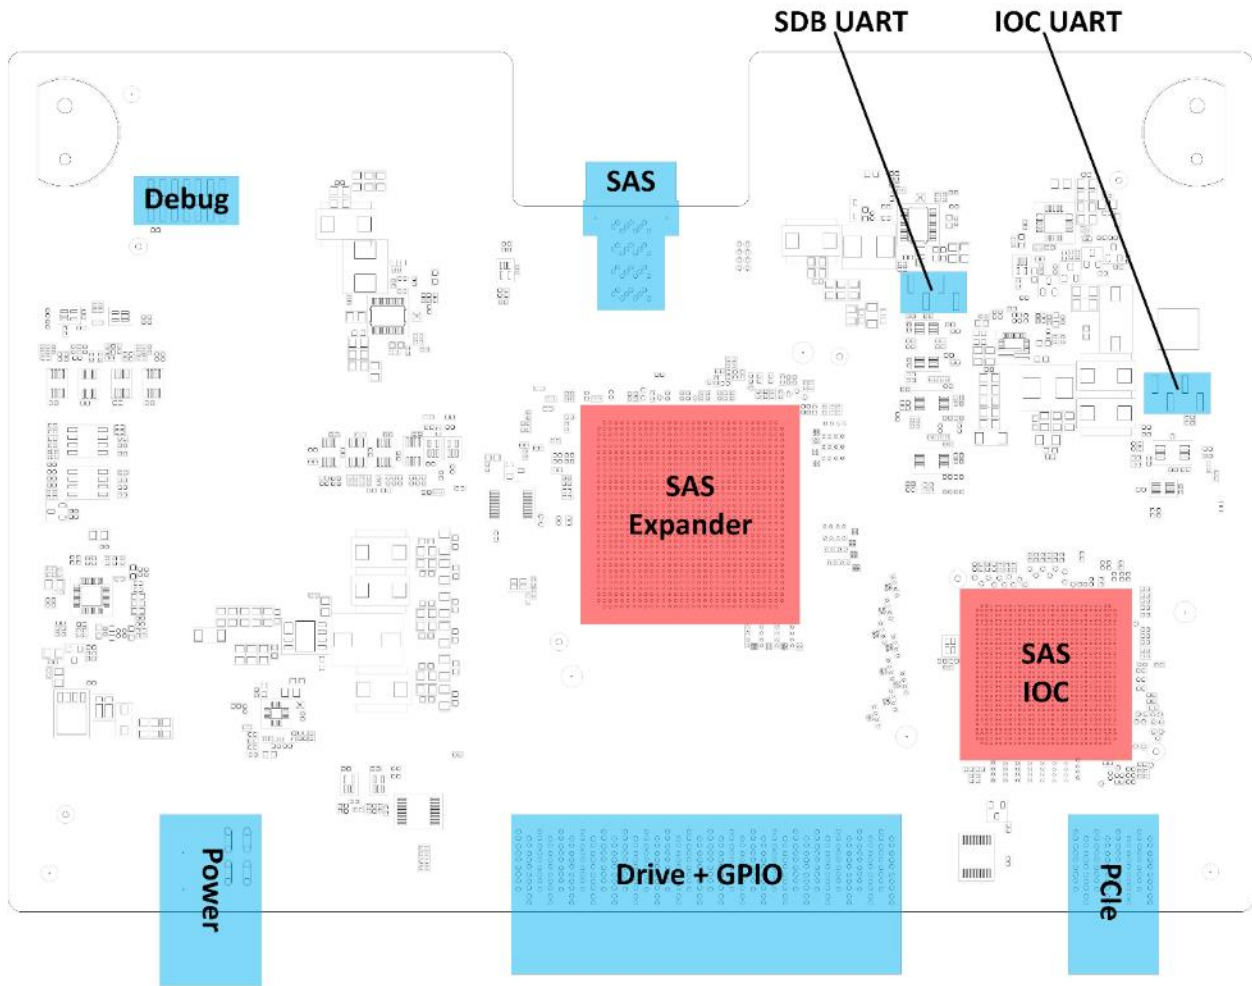 SDB UART
IOC UART
Debug
SAS
SAS
Expander
SAS
IOC
Power
Drive + GPIO
PCIe